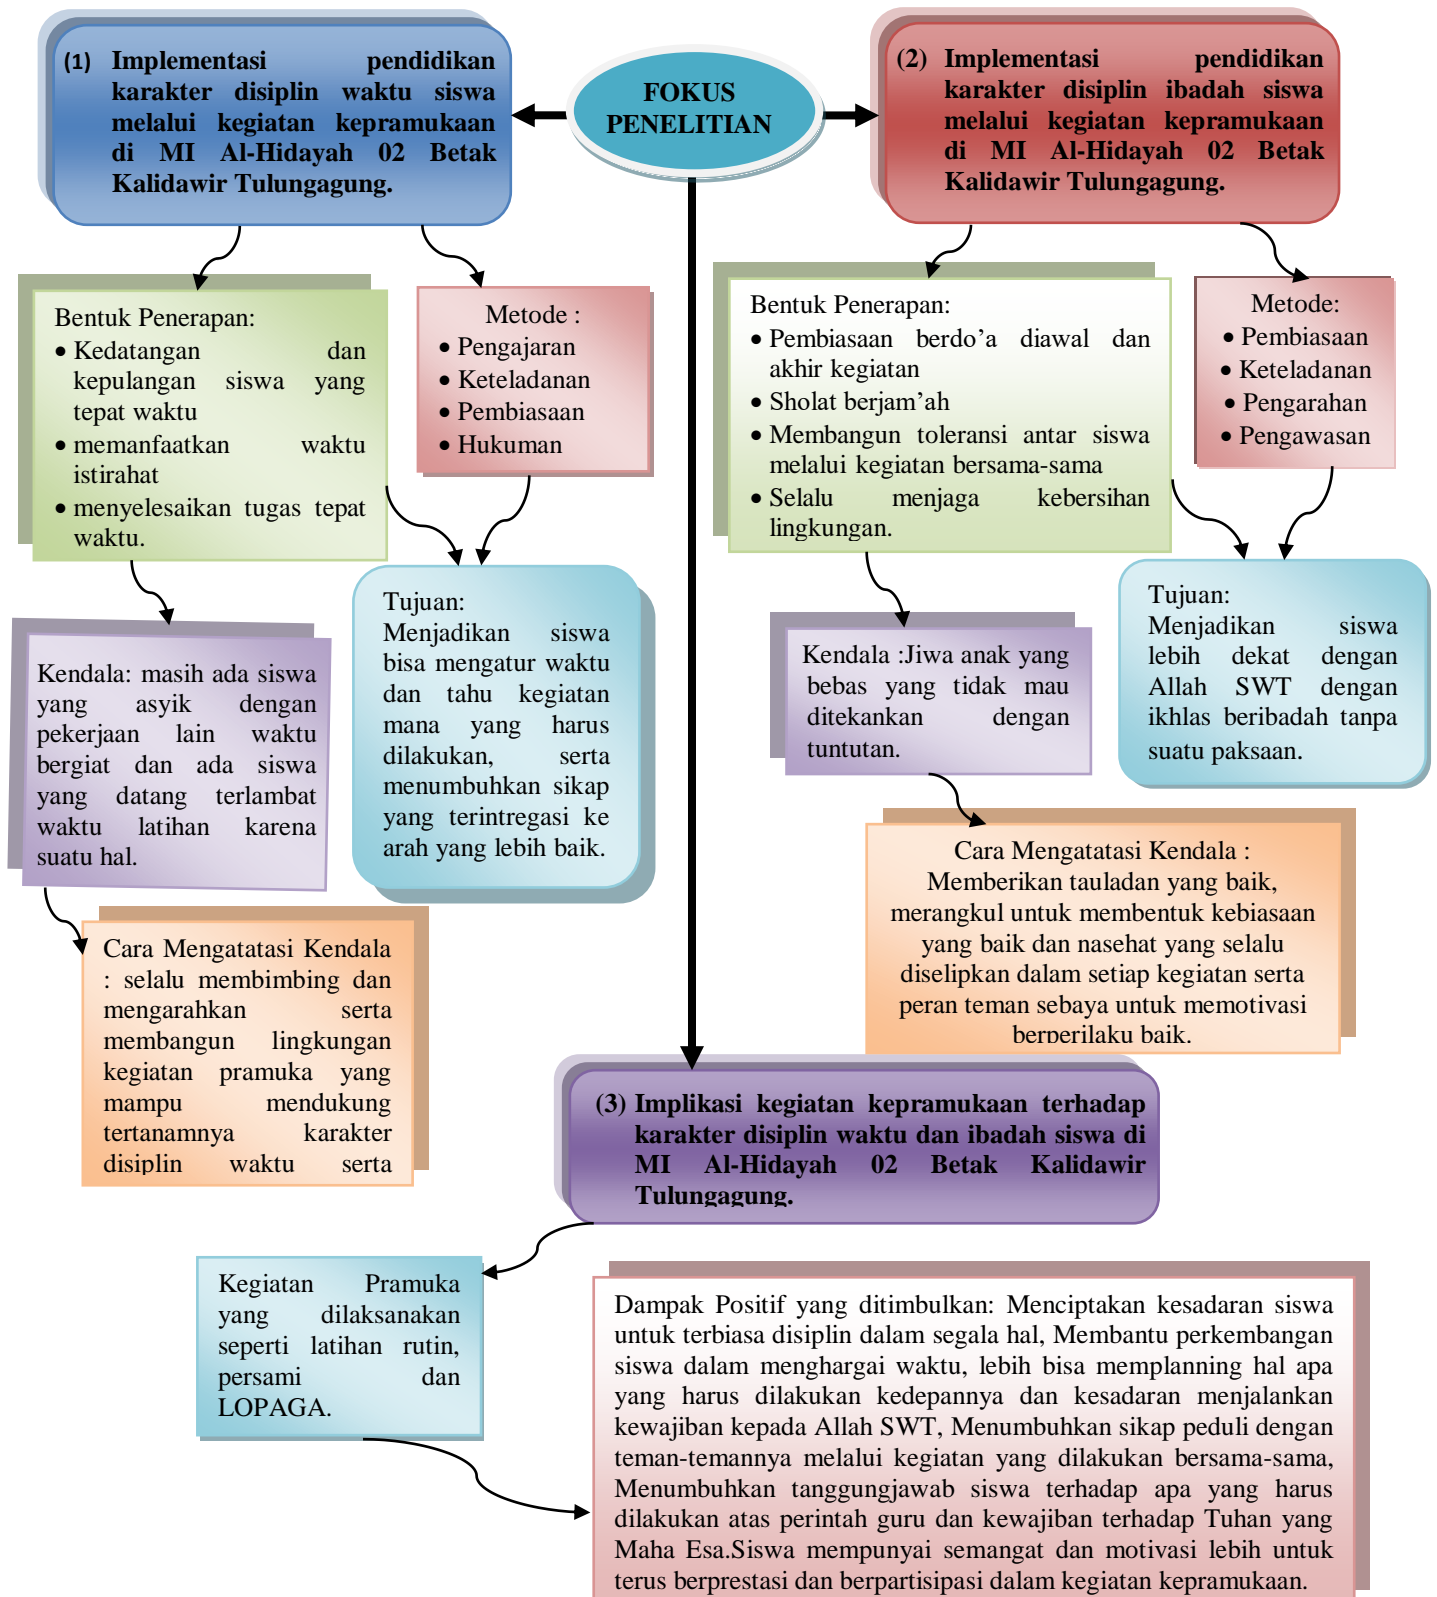 FOKUS
PENELITIAN
(1) Implementasi pendidikan
karakter disiplin waktu siswa
melalui kegiatan kepramukaan
di MI Al-Hidayah 02 Betak
Kalidawir Tulungagung.
(2) Implementasi pendidikan
karakter disiplin ibadah siswa
melalui kegiatan kepramukaan
di MI Al-Hidayah 02 Betak
Kalidawir Tulungagung.
Bentuk Penerapan:
• Kedatangan dan
kepulangan siswa yang
tepat waktu
• memanfaatkan waktu
istirahat
• menyelesaikan tugas tepat
waktu.
Metode :
• Pengajaran
• Keteladanan
• Pembiasaan
• Hukuman
Bentuk Penerapan:
• Pembiasaan berdo’a diawal dan
akhir kegiatan
• Sholat berjam’ah
• Membangun toleransi antar siswa
melalui kegiatan bersama-sama
• Selalu menjaga kebersihan
lingkungan.
Metode:
• Pembiasaan
• Keteladanan
• Pengarahan
• Pengawasan
Kendala: masih ada siswa
yang asyik dengan
pekerjaan lain waktu
bergiat dan ada siswa
yang datang terlambat
waktu latihan karena
suatu hal.
Tujuan:
Menjadikan siswa
bisa mengatur waktu
dan tahu kegiatan
mana yang harus
dilakukan, serta
menumbuhkan sikap
yang terintregasi ke
arah yang lebih baik.
Kendala :Jiwa anak yang
bebas yang tidak mau
ditekankan dengan
tuntutan.
Tujuan:
Menjadikan siswa
lebih dekat dengan
Allah SWT dengan
ikhlas beribadah tanpa
suatu paksaan.
Cara Mengatatasi Kendala
: selalu membimbing dan
mengarahkan serta
membangun lingkungan
kegiatan pramuka yang
mampu mendukung
tertanamnya karakter
disiplin waktu serta
Cara Mengatatasi Kendala :
Memberikan tauladan yang baik,
merangkul untuk membentuk kebiasaan
yang baik dan nasehat yang selalu
diselipkan dalam setiap kegiatan serta
peran teman sebaya untuk memotivasi
berperilaku baik.
(3) Implikasi kegiatan kepramukaan terhadap
karakter disiplin waktu dan ibadah siswa di
MI Al-Hidayah 02 Betak Kalidawir
Tulungagung.
Kegiatan Pramuka
yang dilaksanakan
seperti latihan rutin,
persami dan
LOPAGA.
Dampak Positif yang ditimbulkan: Menciptakan kesadaran siswa
untuk terbiasa disiplin dalam segala hal, Membantu perkembangan
siswa dalam menghargai waktu, lebih bisa memplanning hal apa
yang harus dilakukan kedepannya dan kesadaran menjalankan
kewajiban kepada Allah SWT, Menumbuhkan sikap peduli dengan
teman-temannya melalui kegiatan yang dilakukan bersama-sama,
Menumbuhkan tanggungjawab siswa terhadap apa yang harus
dilakukan atas perintah guru dan kewajiban terhadap Tuhan yang
Maha Esa.Siswa mempunyai semangat dan motivasi lebih untuk
terus berprestasi dan berpartisipasi dalam kegiatan kepramukaan.